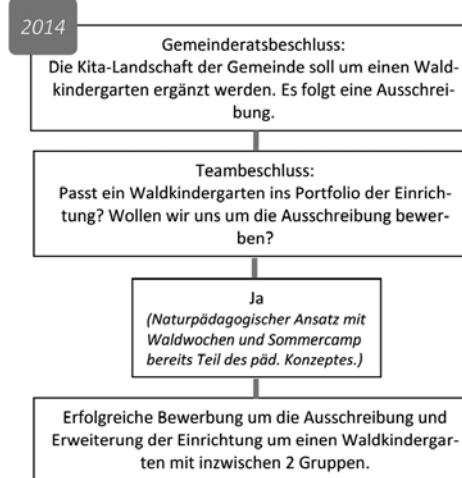 2014
Gemeinderatsbeschluss:
Die Kita-Landschaft der Gemeinde soll um einen Wald-
kindergarten ergänzt werden. Es folgt eine Ausschrei-
bung.
Teambeschluss:
Passt ein Waldkindergarten ins Portfolio der Einrich-
tung? Wollen wir uns um die Ausschreibung bewer-
ben?
Ja
(Naturpädagogischer Ansatz mit
Waldwochen und Sommercamp
bereits Teil des päd. Konzeptes.)
Erfolgreiche Bewerbung um die Ausschreibung und
Erweiterung der Einrichtung um einen Waldkindergar-
ten mit inzwischen 2 Gruppen.